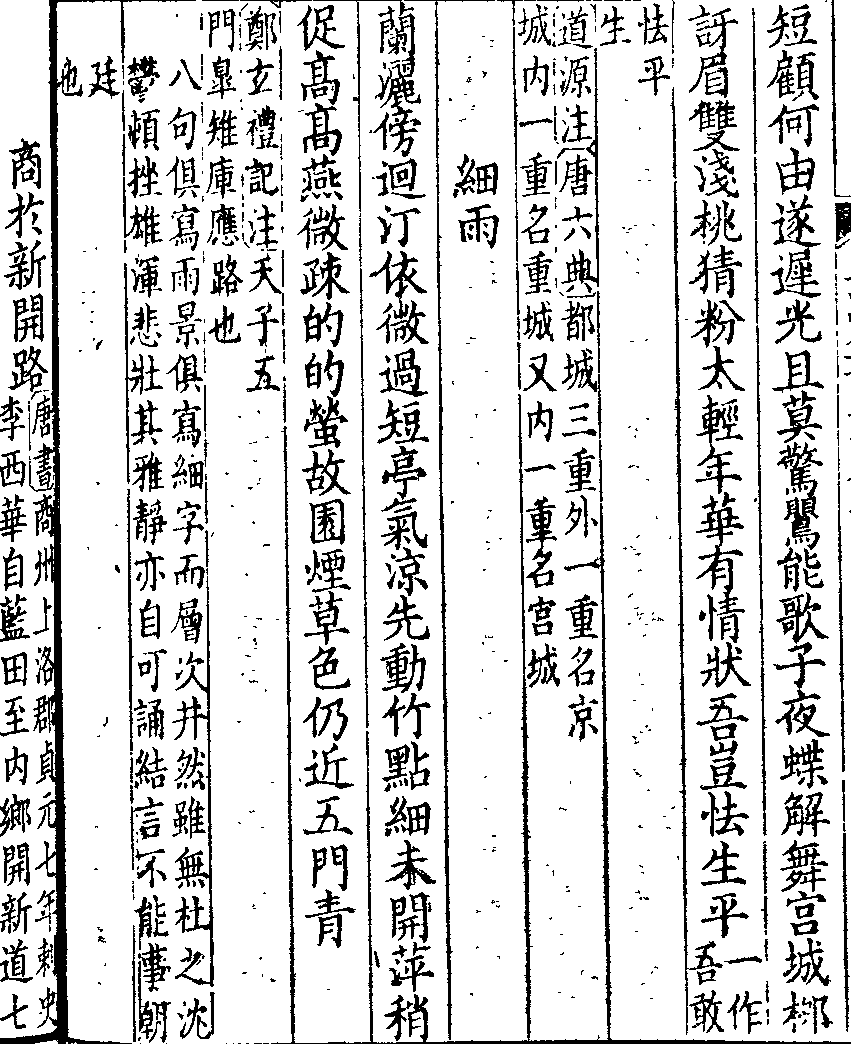 短顧何由遂遲光且莫驚鸎能歌子夜蝶解舞宮城栁
訝眉雙淺桃猜粉太輕年華有情狀吾豈怯生平
一作
吾敢
怯平
生
道源注唐六典都城三重外一重名京
城内一重名重城又内一重名宮城
細雨
蘭灑傍迴汀依微過短亭氣涼先動竹點細未開萍稍
促髙髙燕微疎的的螢故園煙草色仍近五門青
鄭玄禮記注天子五
門臯雉庫應路也
八句俱寫雨景俱寫細字而層次井然雖無杜之沈
鬱頓挫雄渾悲壯其雅靜亦自可誦結言不能事朝
廷
也
商於新開路
唐書商州上洛郡貞元七年刺史
李西華自藍田至内鄉開新道七